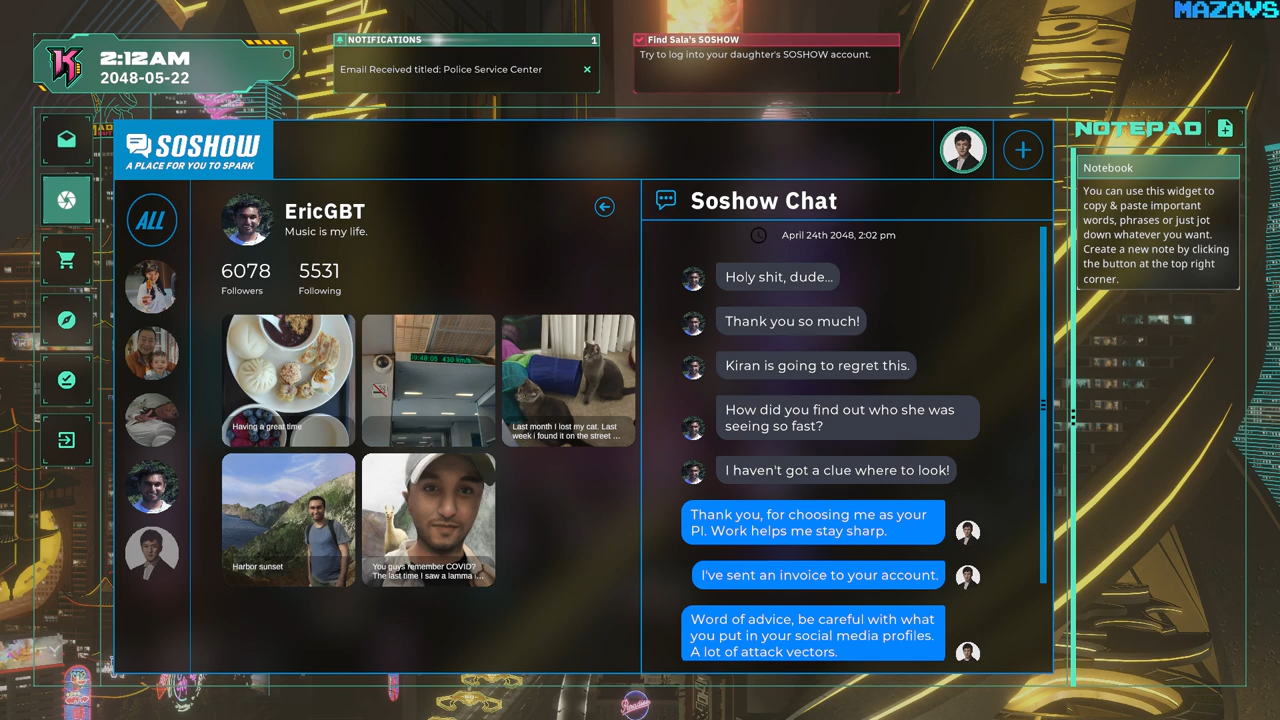 MAZAVS
2:12AM
2048-05-22
NOTIFICATIONS
1
Email Received titled: Police Service Center
Find Sala's SOSHOW
Try to log into your daughter's SOSHOW account.
SOSHOW
A PLACE FOR YOU TO SPARK
ALL
EricGBT
Music is my life.
6078
Followers
5531
Following
Having a great time
09:48:05 430 km/h
Last month I lost my cat. Last
week i found it on the street ...
Harbor sunset
You guys remember COVID?
The last time I saw a lamma i...
Soshow Chat
April 24th 2048, 2:02 pm
Holy shit, dude...
Thank you so much!
Kiran is going to regret this.
How did you find out who she was
seeing so fast?
I haven't got a clue where to look!
Thank you, for choosing me as your
PI. Work helps me stay sharp.
I've sent an invoice to your account.
Word of advice, be careful with what
you put in your social media profiles.
A lot of attack vectors.
NOTEPAD
Notebook
You can use this widget to
copy & paste important
words, phrases or just jot
down whatever you want.
Create a new note by clicking
the button at the top right
corner.
Paradise